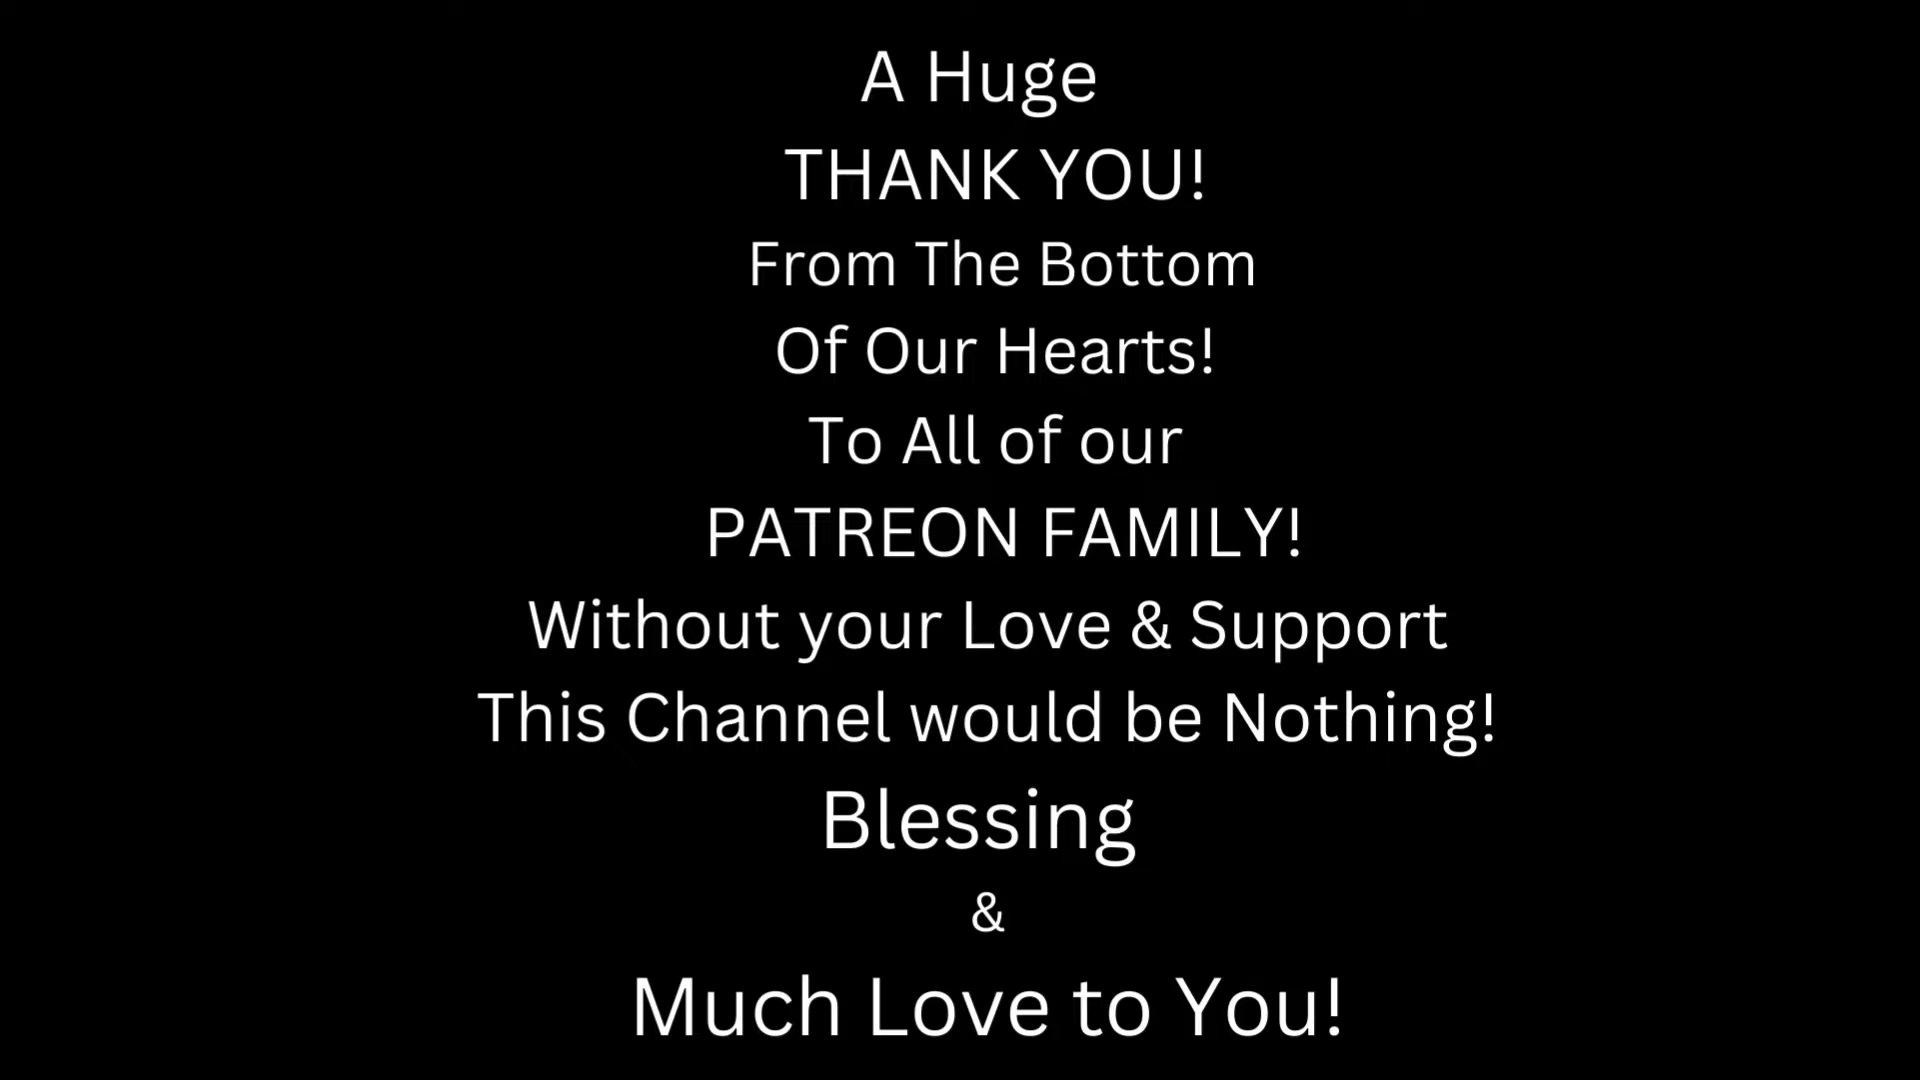 A Huge
THANK YOU!
From The Bottom
Of Our Hearts!
To All of our
PATREON FAMILY!
Without your Love & Support
This Channel would be Nothing!
Blessing
&
Much Love to You!